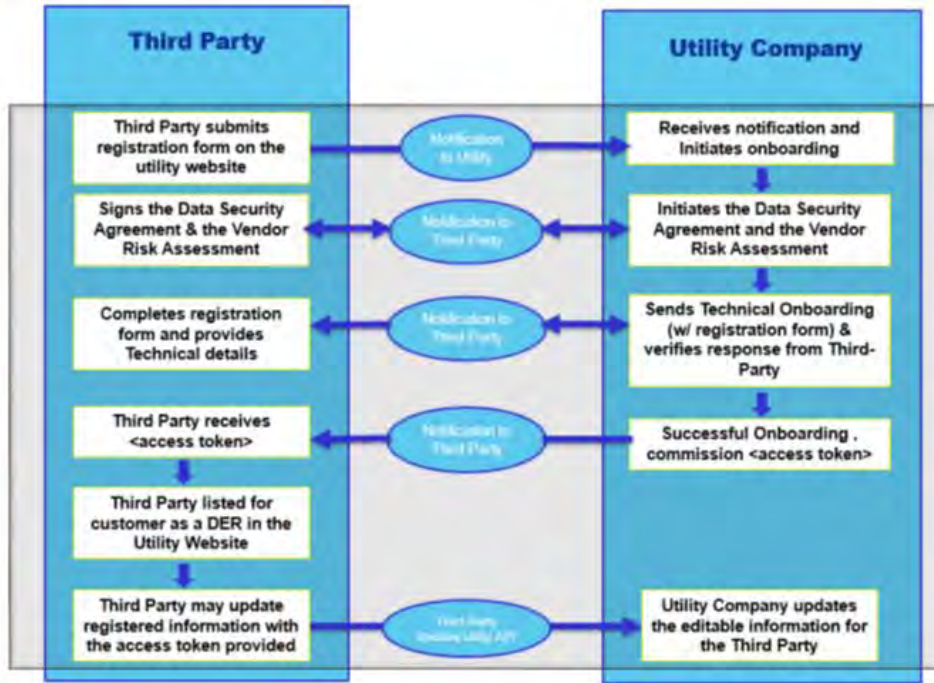 Third Party
Utility Company
Third Party submits
registration form on the
utility website
Notification
to Utility
Receives notification and
Initiates onboarding
Signs the Data Security
Agreement & the Vendor
Risk Assessment
Notification to
Third Party
Initiates the Data Security
Agreement and the Vendor
Risk Assessment
Completes registration
form and provides
Technical details
Notification to
Third Party
Sends Technical Onboarding
(w/ registration form) &
verifies response from Third-
Party
Third Party receives
<access token>
Notification to
Third Party
Successful Onboarding ,
commission <access token>
Third Party listed for
customer as a DER in the
Utility Website
Third Party may update
registered information with
the access token provided
Third Party
Utility API
Utility Company updates
the editable information for
the Third Party